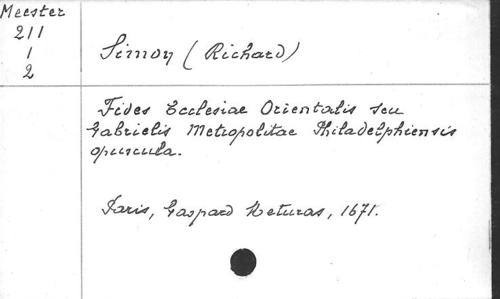 Meester
211
1
2
Simon (Richard)
Fides Ecclesiae Orientalis seu
Gabrielis Metropolitae Philadelphiensis
opuscula.
Paris, Gaspard Meturas, 1671.